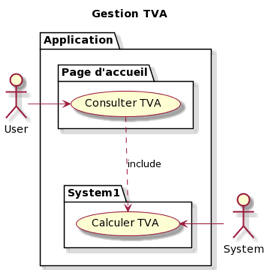 Gestion TVA
Application
Page d'accueil
Consulter TVA
User
include
System1
Calculer TVA
System